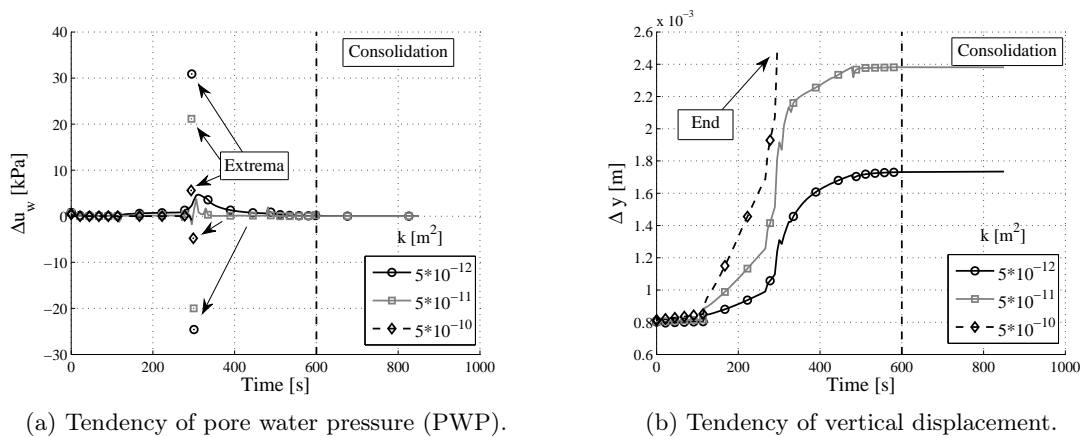 40
30
20
10
0
−10
−20
−30
0
200
400
600
800
1000
Δu_w [kPa]
Time [s]
Consolidation
Extrema
k [m²]
5*10⁻¹²
5*10⁻¹¹
5*10⁻¹⁰
(a) Tendency of pore water pressure (PWP).
x 10⁻³
2.6
2.4
2.2
2
1.8
1.6
1.4
1.2
1
0.8
0.6
0
200
400
600
800
1000
Δ y [m]
Time [s]
Consolidation
End
k [m²]
5*10⁻¹²
5*10⁻¹¹
5*10⁻¹⁰
(b) Tendency of vertical displacement.